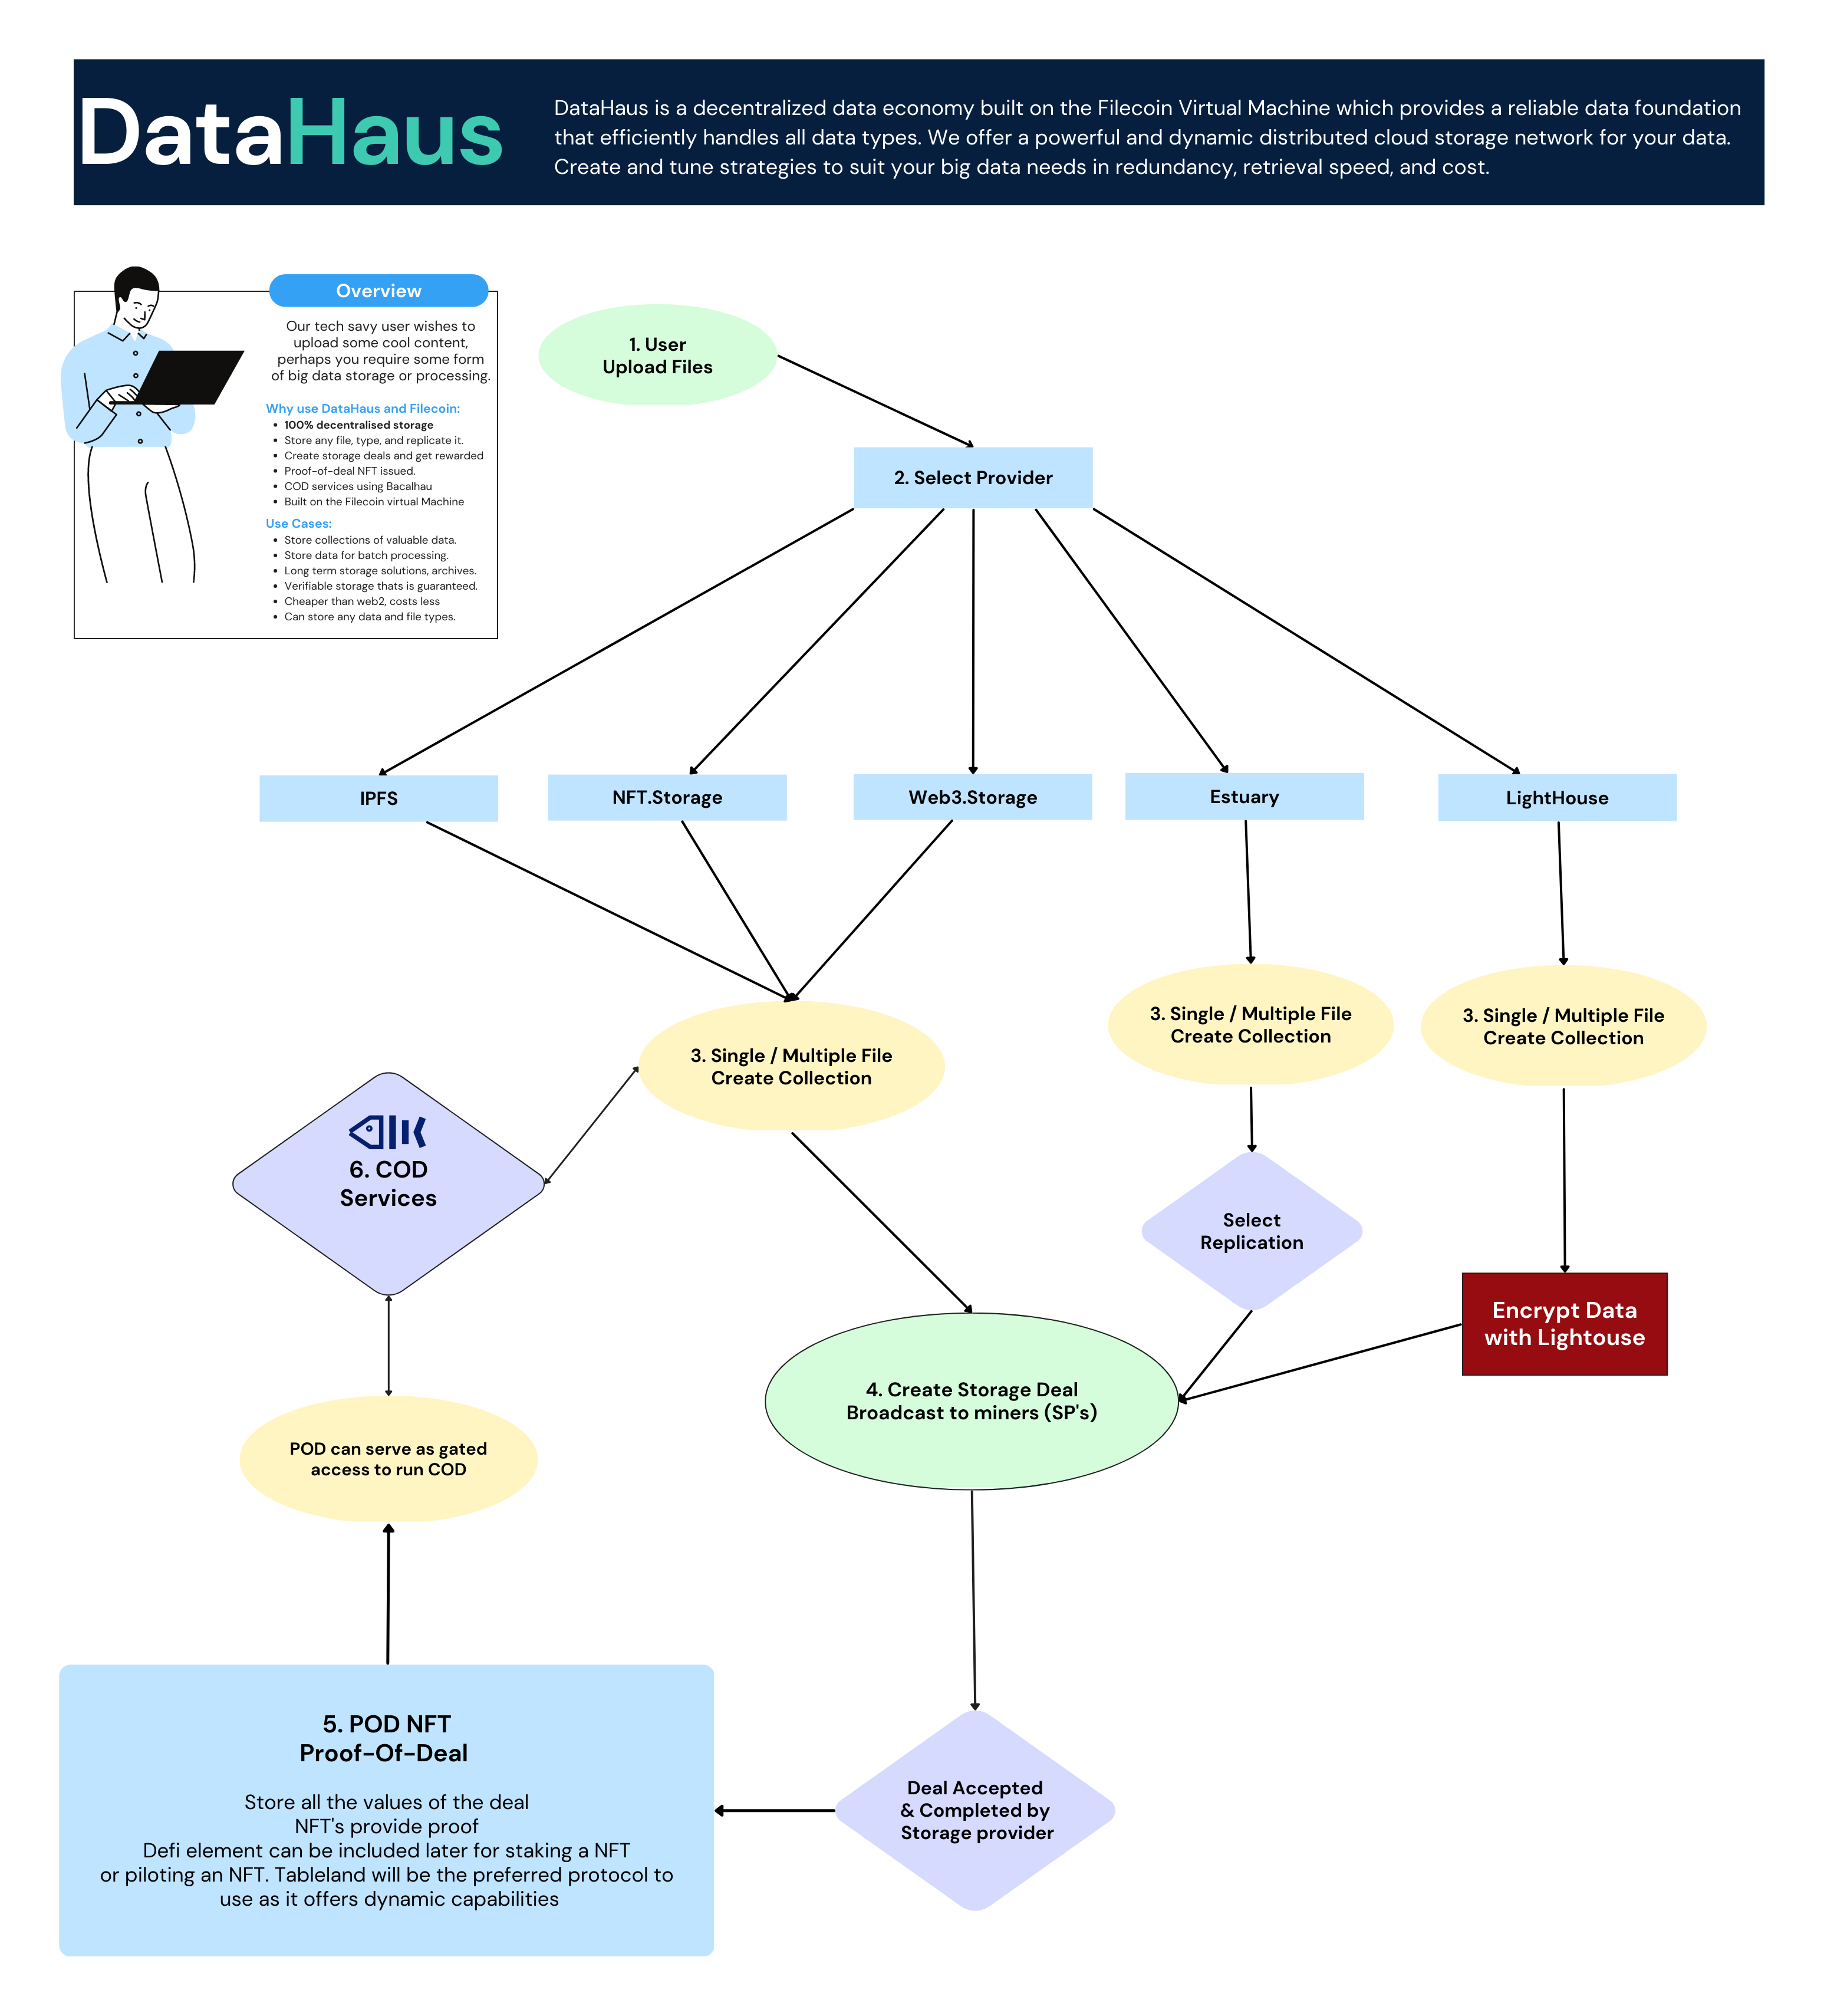 DataHaus
DataHaus is a decentralized data economy built on the Filecoin Virtual Machine which provides a reliable data foundation
that efficiently handles all data types. We offer a powerful and dynamic distributed cloud storage network for your data.
Create and tune strategies to suit your big data needs in redundancy, retrieval speed, and cost.
Overview
Our tech savy user wishes to
upload some cool content,
perhaps you require some form
of big data storage or processing.
Why use DataHaus and Filecoin:
• 100% decentralised storage
• Store any file, type, and replicate it.
• Create storage deals and get rewarded
• Proof-of-deal NFT issued.
• COD services using Bacalhau
• Built on the Filecoin virtual Machine
Use Cases:
• Store collections of valuable data.
• Store data for batch processing.
• Long term storage solutions, archives.
• Verifiable storage thats is guaranteed.
• Cheaper than web2, costs less
• Can store any data and file types.
1. User
Upload Files
2. Select Provider
IPFS
NFT.Storage
Web3.Storage
Estuary
LightHouse
3. Single / Multiple File
Create Collection
3. Single / Multiple File
Create Collection
3. Single / Multiple File
Create Collection
6. COD
Services
Select
Replication
Encrypt Data
with Lightouse
4. Create Storage Deal
Broadcast to miners (SP's)
POD can serve as gated
access to run COD
5. POD NFT
Proof-Of-Deal
Store all the values of the deal
NFT's provide proof
Defi element can be included later for staking a NFT
or piloting an NFT. Tableland will be the preferred protocol to
use as it offers dynamic capabilities
Deal Accepted
& Completed by
Storage provider